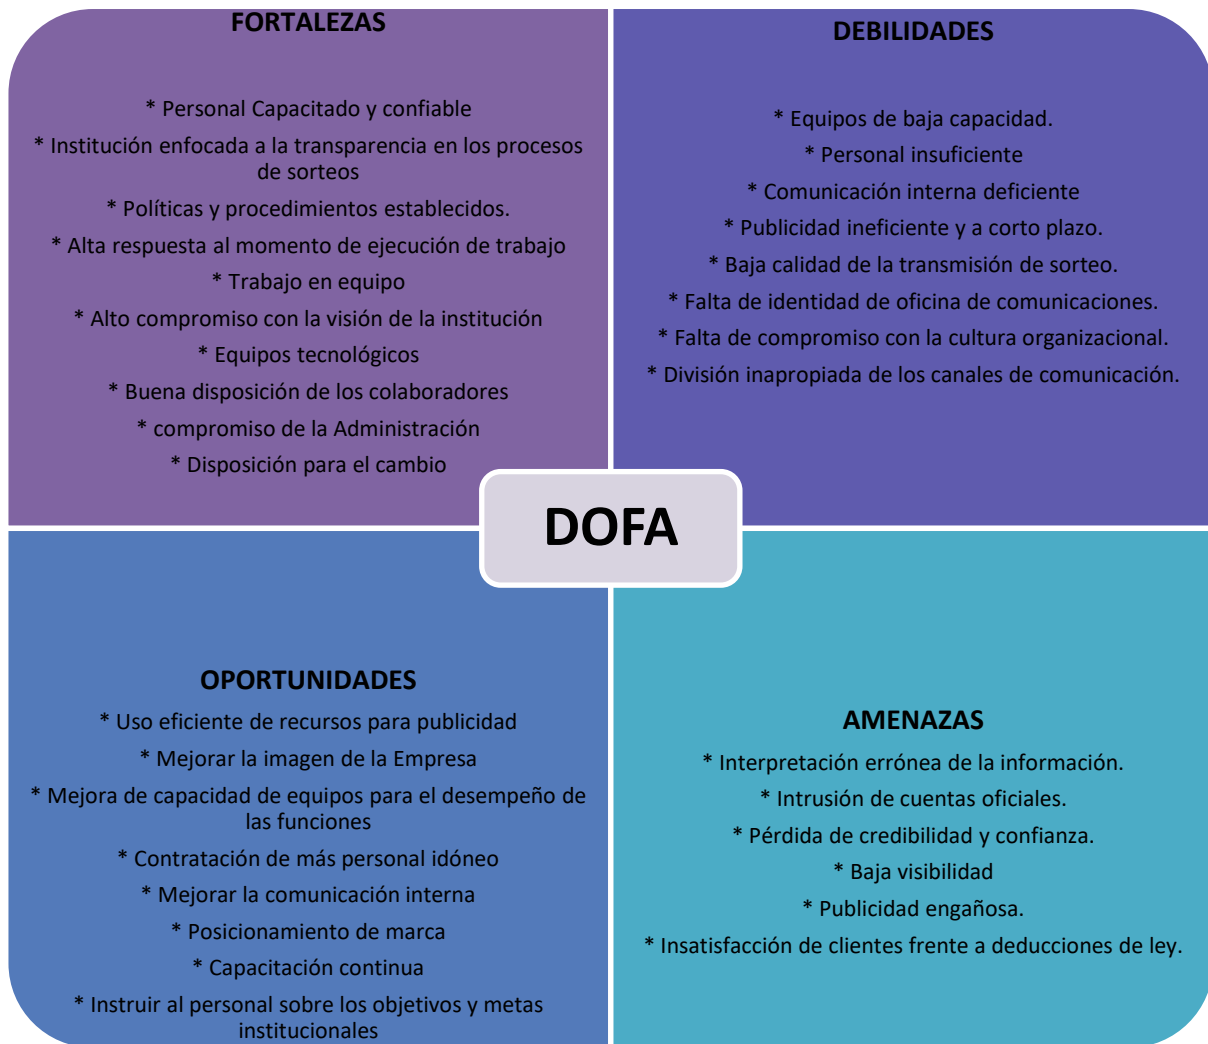 FORTALEZAS
* Personal Capacitado y confiable
* Institución enfocada a la transparencia en los procesos
de sorteos
* Políticas y procedimientos establecidos.
* Alta respuesta al momento de ejecución de trabajo
* Trabajo en equipo
* Alto compromiso con la visión de la institución
* Equipos tecnológicos
* Buena disposición de los colaboradores
* compromiso de la Administración
* Disposición para el cambio
DEBILIDADES
* Equipos de baja capacidad.
* Personal insuficiente
* Comunicación interna deficiente
* Publicidad ineficiente y a corto plazo.
* Baja calidad de la transmisión de sorteo.
* Falta de identidad de oficina de comunicaciones.
* Falta de compromiso con la cultura organizacional.
* División inapropiada de los canales de comunicación.
DOFA
OPORTUNIDADES
* Uso eficiente de recursos para publicidad
* Mejorar la imagen de la Empresa
* Mejora de capacidad de equipos para el desempeño de
las funciones
* Contratación de más personal idóneo
* Mejorar la comunicación interna
* Posicionamiento de marca
* Capacitación continua
* Instruir al personal sobre los objetivos y metas
institucionales
AMENAZAS
* Interpretación errónea de la información.
* Intrusión de cuentas oficiales.
* Pérdida de credibilidad y confianza.
* Baja visibilidad
* Publicidad engañosa.
* Insatisfacción de clientes frente a deducciones de ley.